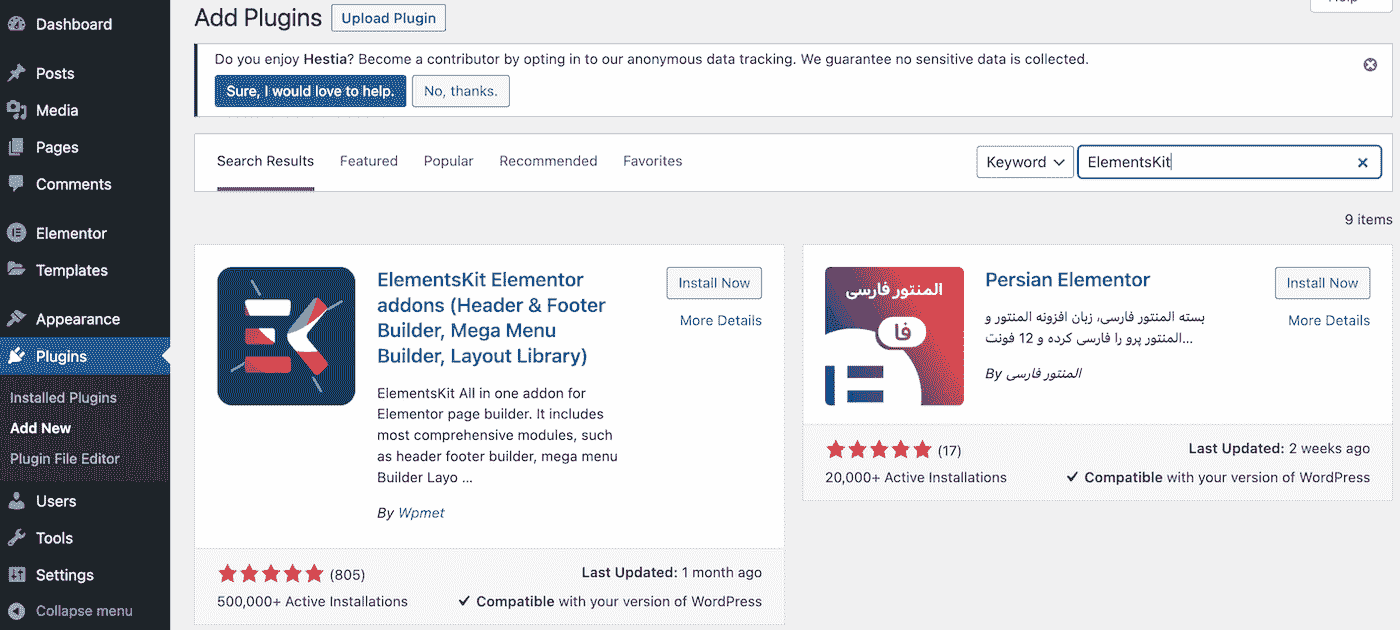 Dashboard
Posts
Media
Pages
Comments
Elementor
Templates
Appearance
Plugins
Installed Plugins
Add New
Plugin File Editor
Users
Tools
Settings
Collapse menu
Add Plugins
Upload Plugin
Help
Do you enjoy Hestia? Become a contributor by opting in to our anonymous data tracking. We guarantee no sensitive data is collected.
Sure, I would love to help.
No, thanks.
Search Results
Featured
Popular
Recommended
Favorites
Keyword
ElementsKit
9 items
ElementsKit Elementor
addons (Header & Footer
Builder, Mega Menu
Builder, Layout Library)
Install Now
More Details
ElementsKit All in one addon for
Elementor page builder. It includes
most comprehensive modules, such
as header footer builder, mega menu
Builder Layo ...
By Wpmet
(805)
500,000+ Active Installations
Last Updated: 1 month ago
Compatible with your version of WordPress
المنتور فارسی
فا
Persian Elementor
Install Now
More Details
بسته المنتور فارسی، زبان افزونه المنتور و
المنتور پرو را فارسی کرده و 12 فونت...
By المنتور فارسی
(17)
20,000+ Active Installations
Last Updated: 2 weeks ago
Compatible with your version of WordPress